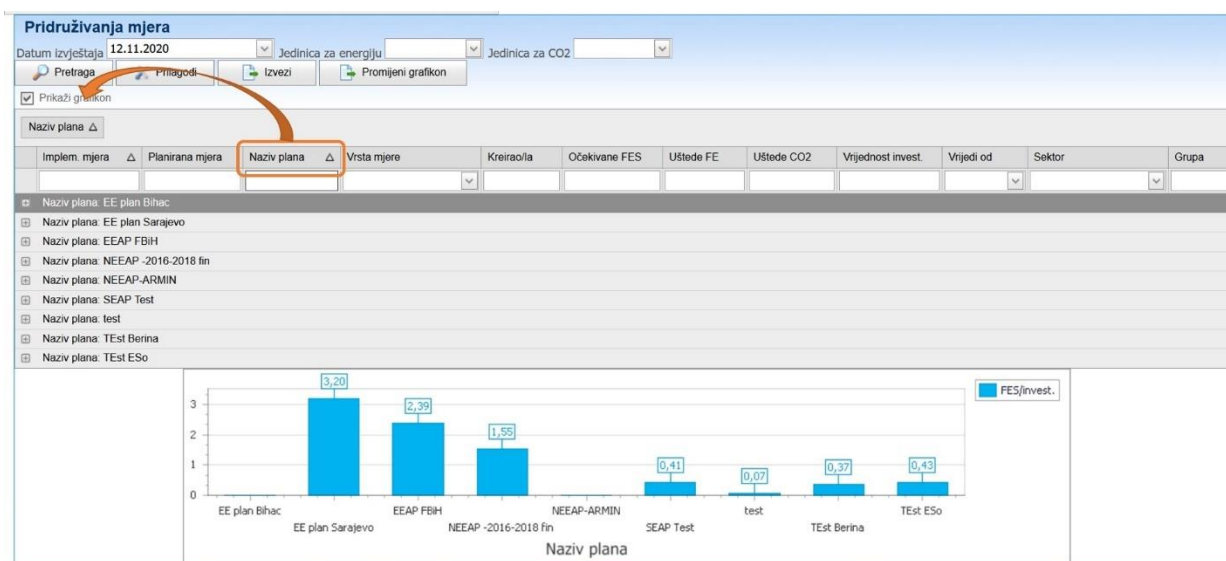 Pridruživanja mjera
Datum izvještaja 12.11.2020 Jedinica za energiju Jedinica za CO2
Pretraga Prilagodi Izvezi Promijeni grafikon
Prikaži grafikon
Naziv plana
Implem. mjera Planirana mjera Naziv plana Vrsta mjere Kreirao/la Očekivane FES Uštede FE Uštede CO2 Vrijednost invest. Vrijedi od Sektor Grupa
Naziv plana: EE plan Bihac
Naziv plana: EE plan Sarajevo
Naziv plana: EEAP FBiH
Naziv plana: NEEAP -2016-2018 fin
Naziv plana: NEEAP-ARMIN
Naziv plana: SEAP Test
Naziv plana: test
Naziv plana: TEst Berina
Naziv plana: TEst ESo
3,20
FES/invest.
3
2,39
2
1,55
1
0,41 0,07 0,37 0,43
0
EE plan Bihac EEAP FBiH NEEAP-ARMIN test TEst ESo
EE plan Sarajevo NEEAP -2016-2018 fin SEAP Test TEst Berina
Naziv plana